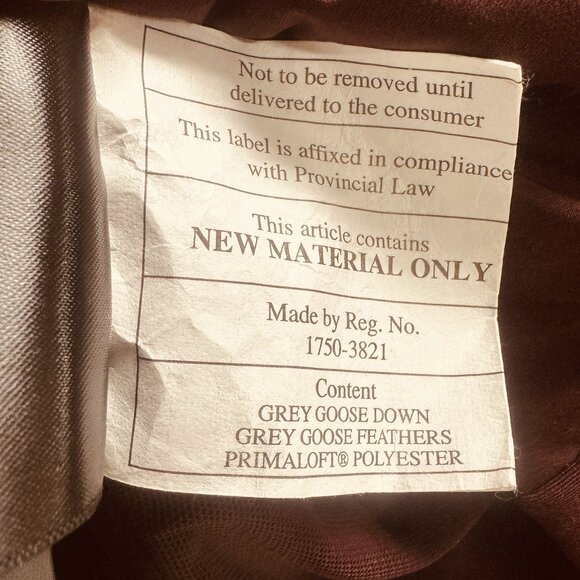 Not to be removed until
delivered to the consumer
This label is affixed in compliance
with Provincial Law
This article contains
NEW MATERIAL ONLY
Made by Reg. No.
1750-3821
Content
GREY GOOSE DOWN
GREY GOOSE FEATHERS
PRIMALOFT® POLYESTER